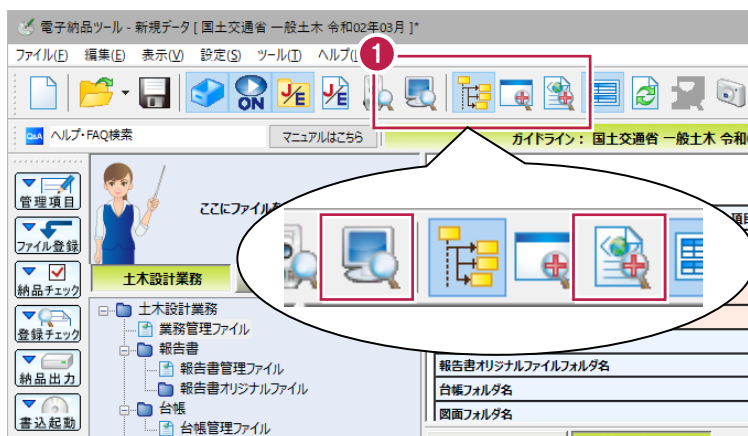 電子納品ツール - 新規データ [ 国土交通省 一般土木 令和02年03月 ]*
ファイル(F) 編集(E) 表示(V) 設定(S) ツール(T) ヘルプ(
1
ON J/E J/E
Q&A ヘルプ・FAQ検索 マニュアルはこちら ガイドライン : 国土交通省 一般土木 令和0
管理項目
ファイル登録
納品チェック
登録チェック
納品出力
書込起動
ここにファイルを
土木設計業務
土木設計業務
業務管理ファイル
報告書
報告書管理ファイル
報告書オリジナルファイル
台帳
台帳管理ファイル
報告書オリジナルファイルフォルダ名
台帳フォルダ名
図面フォルダ名